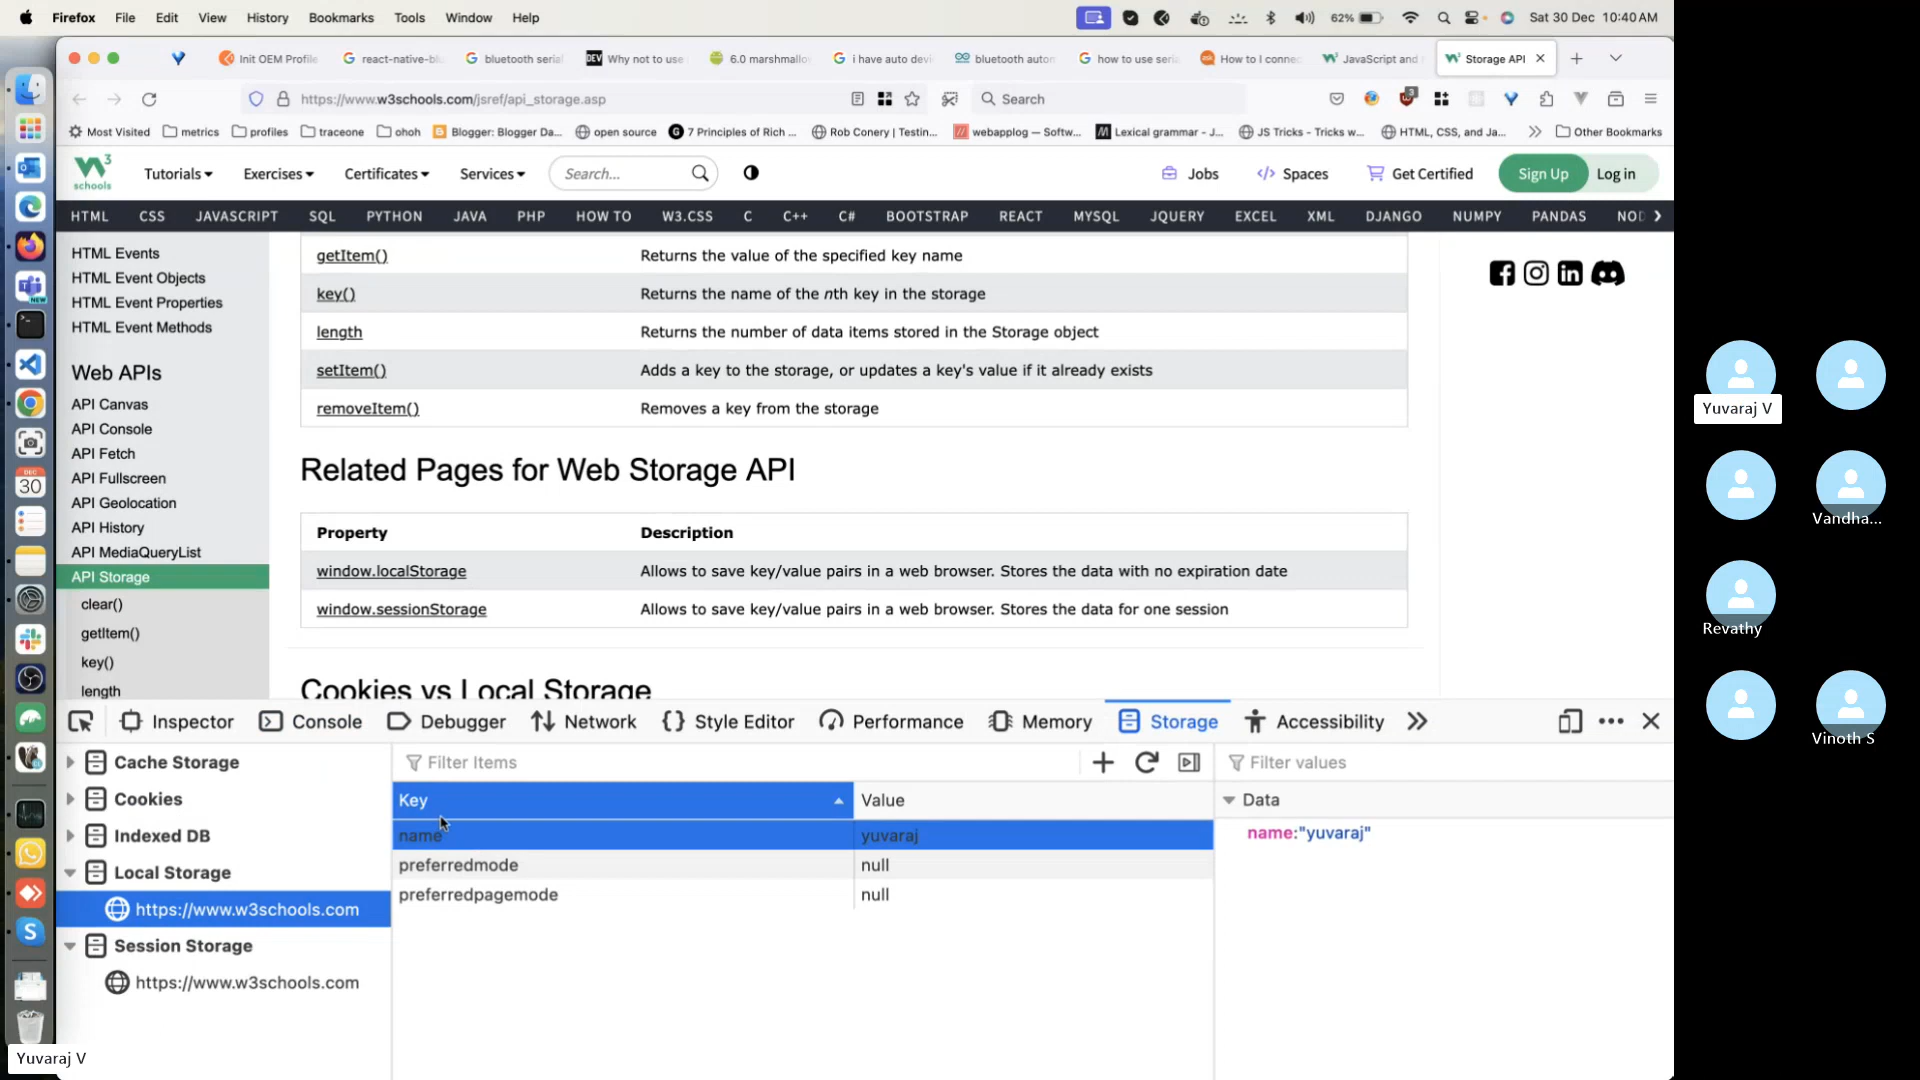 Firefox File Edit View History Bookmarks Tools Window Help
62%
Sat 30 Dec 10:40 AM
Init OEM Profile
react-native-bl
bluetooth serial
DEV Why not to use
6.0 marshmallo
i have auto devi
bluetooth auton
how to use seria
How to I connec
JavaScript and
Storage API
https://www.w3schools.com/jsref/api_storage.asp
Search
3
Most Visited
metrics
profiles
traceone
ohoh
Blogger: Blogger Da...
open source
7 Principles of Rich ...
Rob Conery | Testin...
webapplog — Softw...
Lexical grammar - J...
JS Tricks - Tricks w...
HTML, CSS, and Ja...
Other Bookmarks
W3 schools
Tutorials
Exercises
Certificates
Services
Search...
Jobs
Spaces
Get Certified
Sign Up
Log in
HTML CSS JAVASCRIPT SQL PYTHON JAVA PHP HOW TO W3.CSS C C++ C# BOOTSTRAP REACT MYSQL JQUERY EXCEL XML DJANGO NUMPY PANDAS NOD
HTML Events
HTML Event Objects
HTML Event Properties
HTML Event Methods
Web APIs
API Canvas
API Console
API Fetch
API Fullscreen
API Geolocation
API History
API MediaQueryList
API Storage
clear()
getItem()
key()
length
getItem() Returns the value of the specified key name
key() Returns the name of the nth key in the storage
length Returns the number of data items stored in the Storage object
setItem() Adds a key to the storage, or updates a key's value if it already exists
removeItem() Removes a key from the storage
Related Pages for Web Storage API
Property Description
window.localStorage Allows to save key/value pairs in a web browser. Stores the data with no expiration date
window.sessionStorage Allows to save key/value pairs in a web browser. Stores the data for one session
Cookies vs Local Storage
Inspector Console Debugger Network Style Editor Performance Memory Storage Accessibility
Cache Storage
Cookies
Indexed DB
Local Storage
https://www.w3schools.com
Session Storage
https://www.w3schools.com
Filter Items
Key Value
name yuvaraj
preferredmode null
preferredpagemode null
Filter values
Data
name:"yuvaraj"
DEC
30
NEW
Yuvaraj V
Yuvaraj V
Vandha...
Revathy
Vinoth S